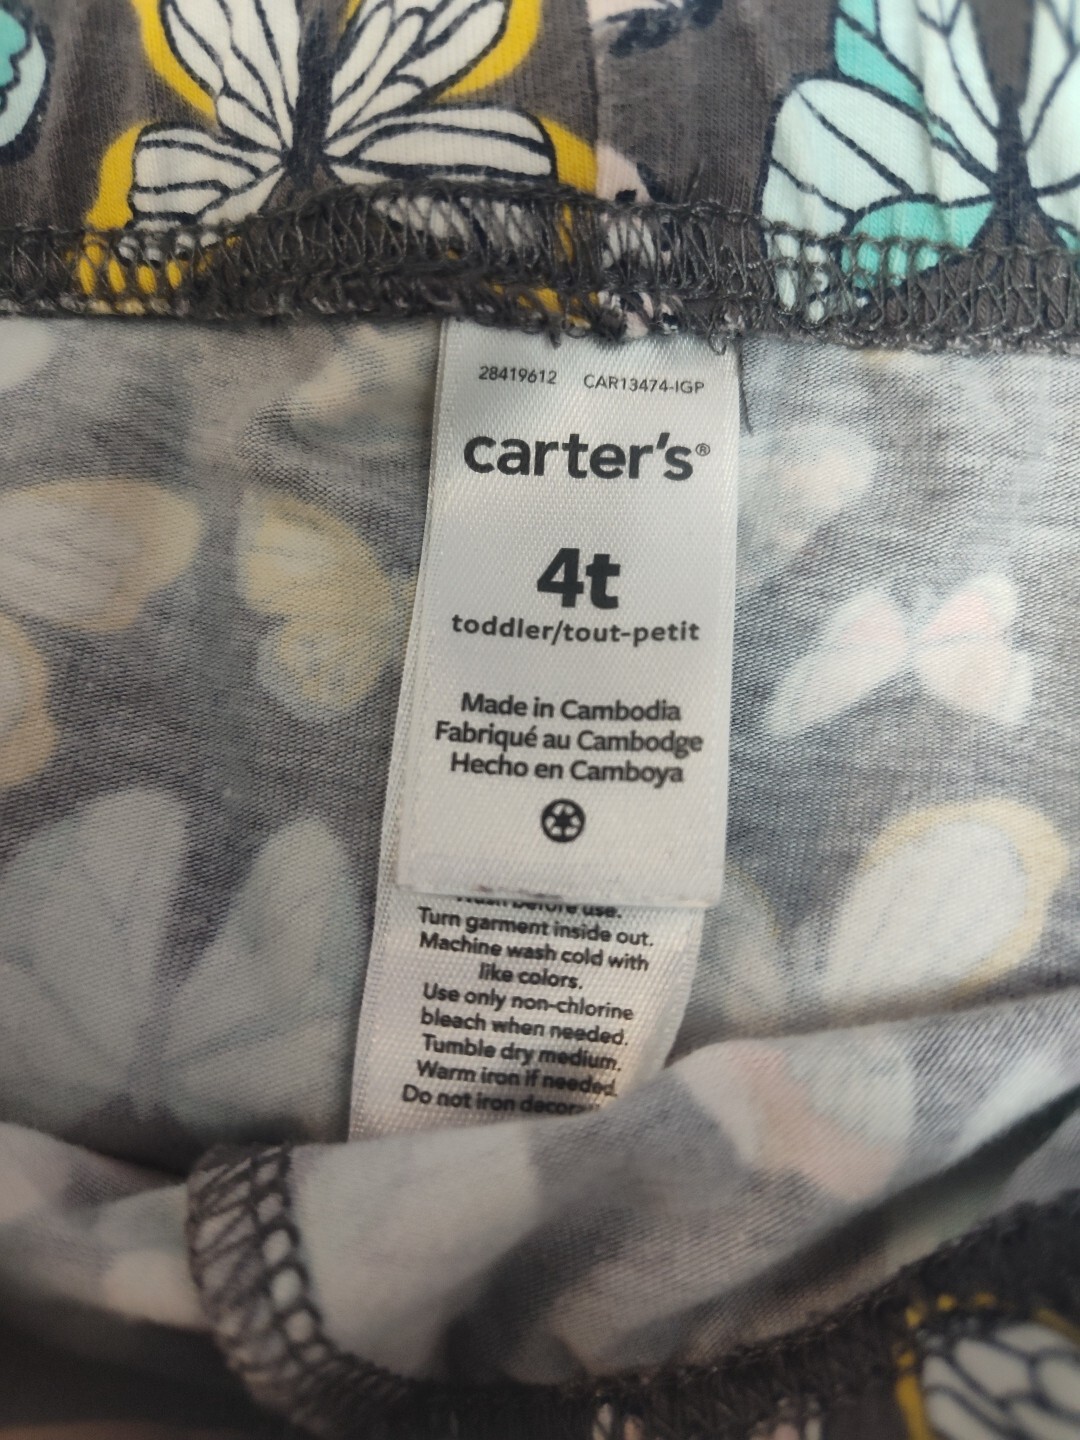 28419612 CAR13474-IGP
carter's®
4t
toddler/tout-petit
Made in Cambodia
Fabriqué au Cambodge
Hecho en Camboya
before use.
Turn garment inside out.
Machine wash cold with
like colors.
Use only non-chlorine
bleach when needed.
Tumble dry medium.
Warm iron if needed.
Do not iron